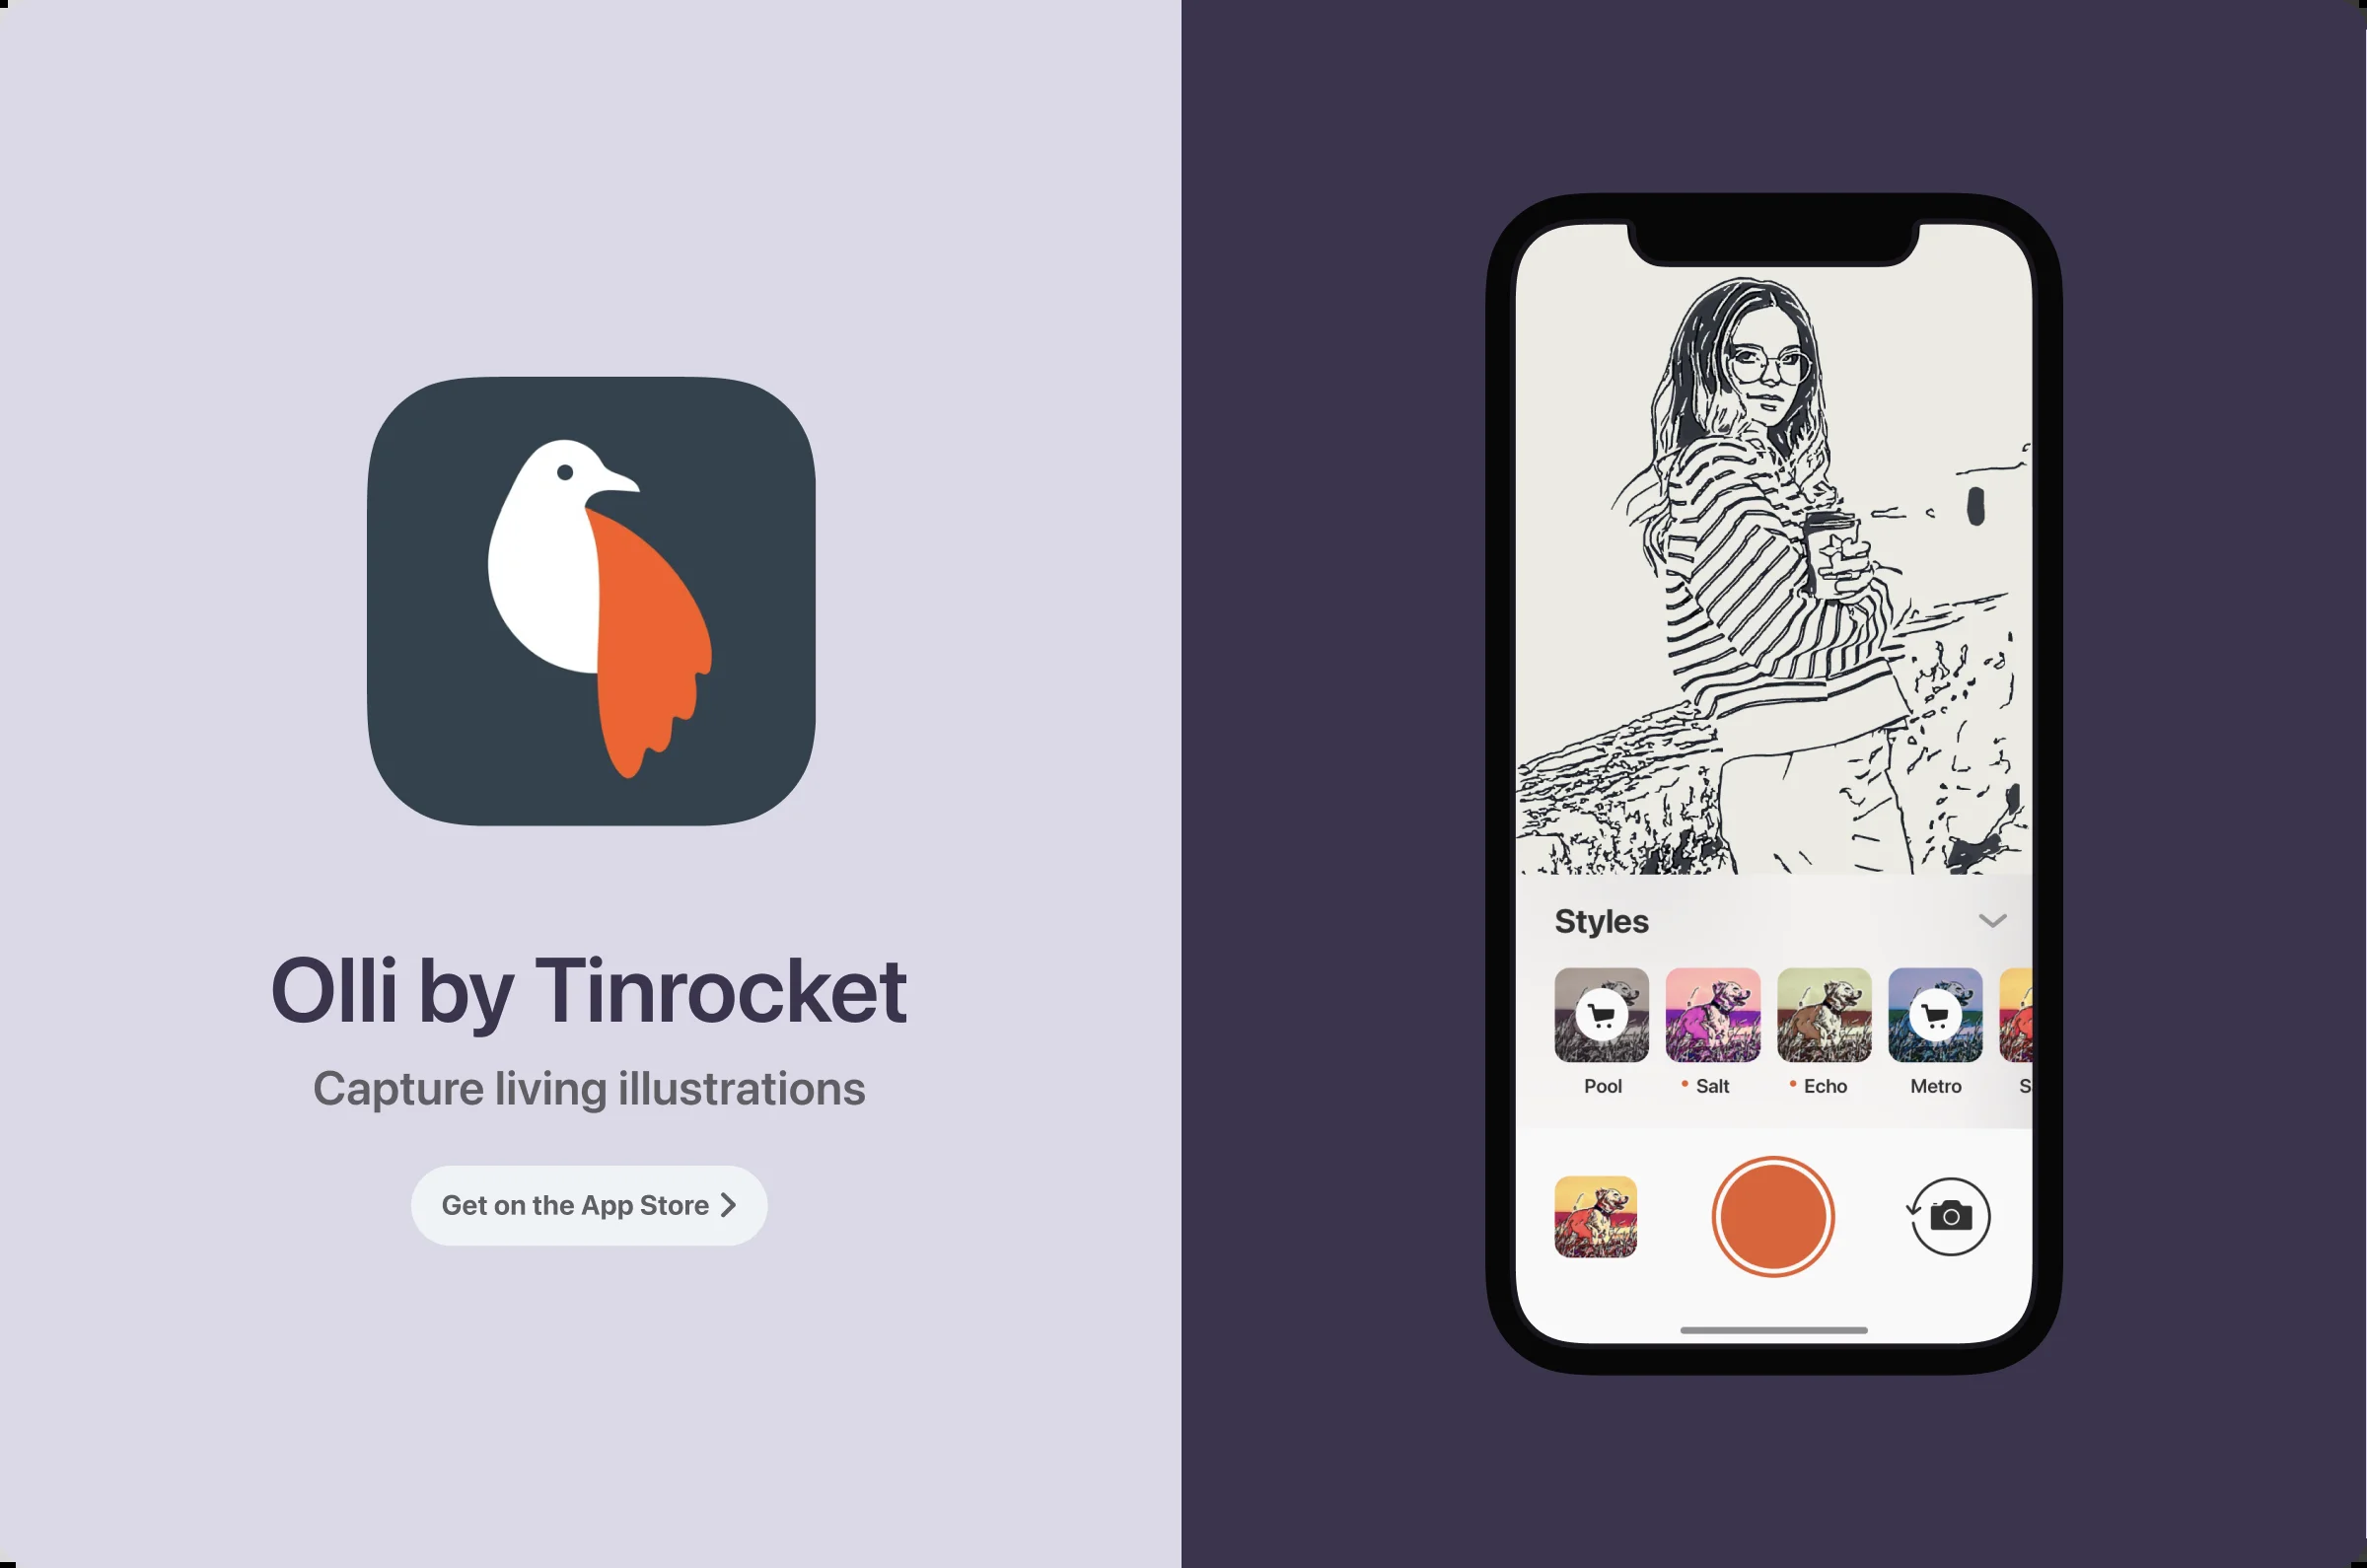 Olli by Tinrocket
Capture living illustrations
Get on the App Store
Styles
Pool
Salt
Echo
Metro
S